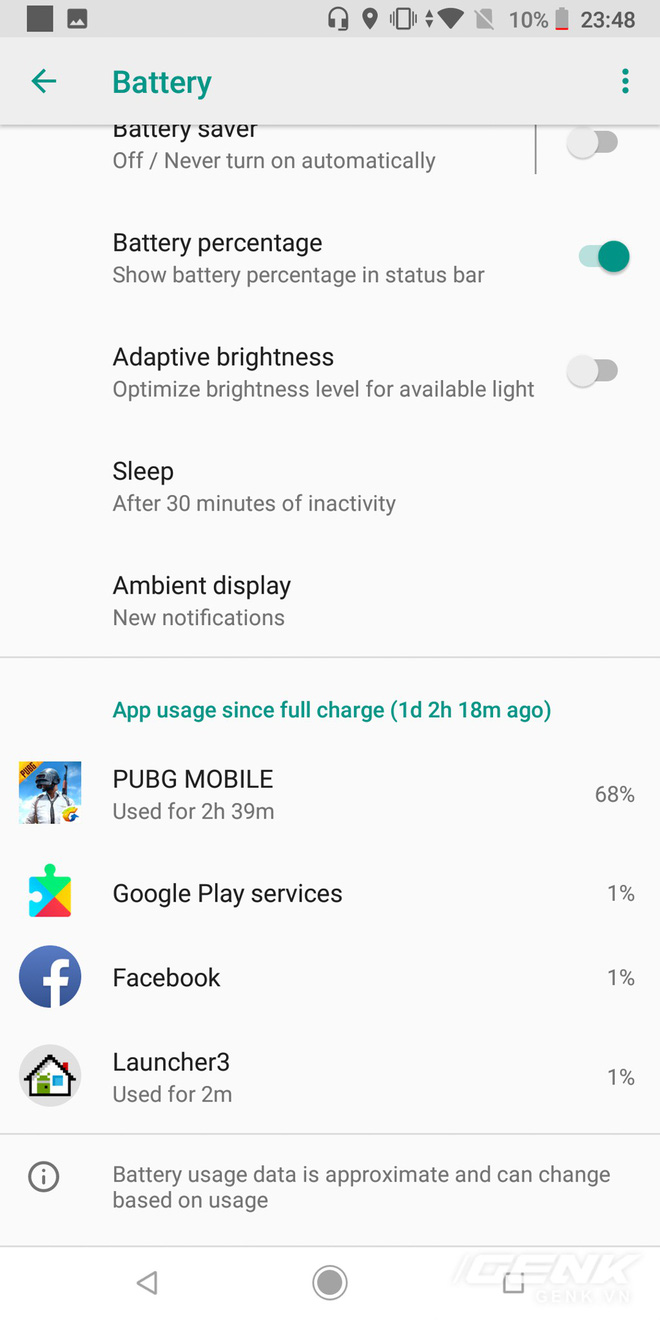 10% 23:48
Battery
Battery saver
Off / Never turn on automatically
Battery percentage
Show battery percentage in status bar
Adaptive brightness
Optimize brightness level for available light
Sleep
After 30 minutes of inactivity
Ambient display
New notifications
App usage since full charge (1d 2h 18m ago)
PUBG
PUBG MOBILE
Used for 2h 39m
68%
Google Play services
1%
Facebook
1%
Launcher3
Used for 2m
1%
Battery usage data is approximate and can change
based on usage
GENK
GENK.VN